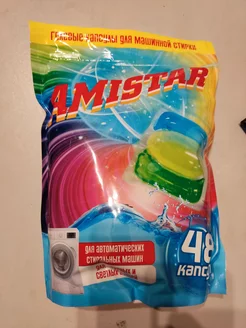 Гелевые капсулы для машинной стирки
AMISTAR
48
капс
для автоматических
стиральных машин